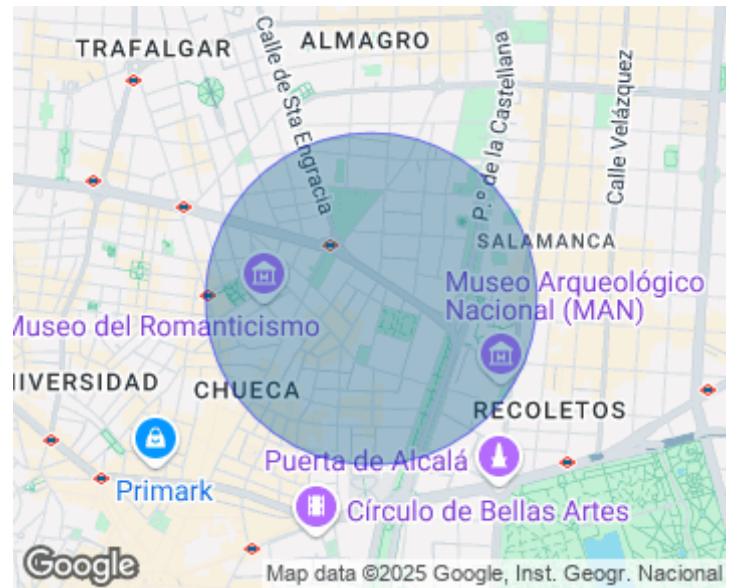 TRAFALGAR
ALMAGRO
Calle de Sta Engracia
P.º de la Castellana
Calle Velázquez
SALAMANCA
Museo Arqueológico
Nacional (MAN)
Museo del Romanticismo
IVERSIDAD
CHUECA
RECOLETOS
Puerta de Alcalá
Primark
Círculo de Bellas Artes
Google
Map data ©2025 Google, Inst. Geogr. Nacional